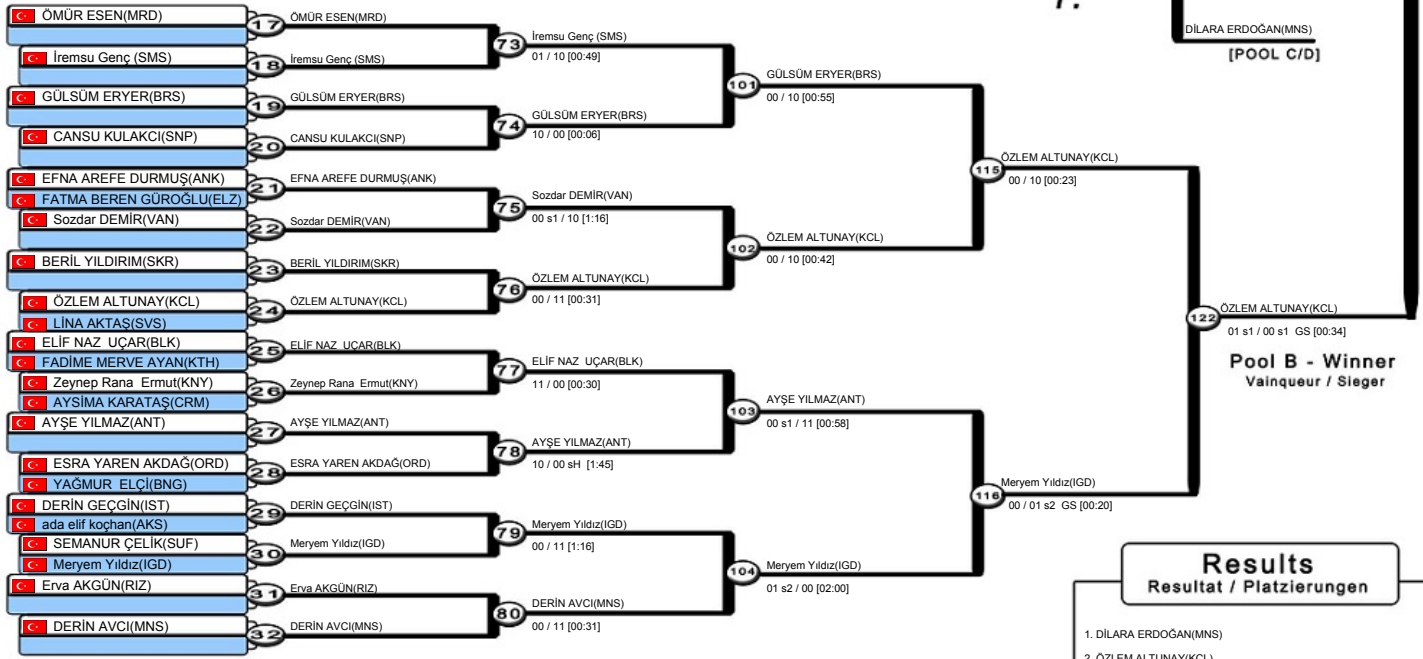 ÖMÜR ESEN(MRD)
İremsu Genç (SMS)
GÜLSÜM ERYER(BRS)
CANSU KULAKCI(SNP)
EFNA AREFE DURMUŞ(ANK)
FATMA BEREN GÜROĞLU(ELZ)
Sozdar DEMİR(VAN)
BERİL YILDIRIM(SKR)
ÖZLEM ALTUNAY(KCL)
LİNA AKTAŞ(SVS)
ELİF NAZ UÇAR(BLK)
FADİME MERVE AYAN(KTH)
Zeynep Rana Ermut(KNY)
AYSİMA KARATAŞ(CRM)
AYŞE YILMAZ(ANT)
ESRA YAREN AKDAĞ(ORD)
YAĞMUR ELÇİ(BNG)
DERİN GEÇGİN(IST)
ada elif koçhan(AKS)
SEMANUR ÇELİK(SUF)
Meryem Yıldız(IGD)
Erva AKGÜN(RIZ)
DERİN AVCI(MNS)
17 ÖMÜR ESEN(MRD)
18 İremsu Genç (SMS)
19 GÜLSÜM ERYER(BRS)
20 CANSU KULAKCI(SNP)
21 EFNA AREFE DURMUŞ(ANK)
22 Sozdar DEMİR(VAN)
23 BERİL YILDIRIM(SKR)
24 ÖZLEM ALTUNAY(KCL)
25 ELİF NAZ UÇAR(BLK)
26 Zeynep Rana Ermut(KNY)
27 AYŞE YILMAZ(ANT)
28 ESRA YAREN AKDAĞ(ORD)
29 DERİN GEÇGİN(IST)
30 Meryem Yıldız(IGD)
31 Erva AKGÜN(RIZ)
32 DERİN AVCI(MNS)
73 İremsu Genç (SMS)
01 / 10 [00:49]
74 GÜLSÜM ERYER(BRS)
10 / 00 [00:06]
75 Sozdar DEMİR(VAN)
00 s1 / 10 [1:16]
76 ÖZLEM ALTUNAY(KCL)
00 / 11 [00:31]
77 ELİF NAZ UÇAR(BLK)
11 / 00 [00:30]
78 AYŞE YILMAZ(ANT)
10 / 00 sH [1:45]
79 Meryem Yıldız(IGD)
00 / 11 [1:16]
80 DERİN AVCI(MNS)
00 / 11 [00:31]
101 GÜLSÜM ERYER(BRS)
00 / 10 [00:55]
102 ÖZLEM ALTUNAY(KCL)
00 / 10 [00:42]
103 AYŞE YILMAZ(ANT)
00 s1 / 11 [00:58]
104 Meryem Yıldız(IGD)
01 s2 / 00 [02:00]
115 ÖZLEM ALTUNAY(KCL)
00 / 10 [00:23]
116 Meryem Yıldız(IGD)
00 / 01 s2 GS [00:20]
122 ÖZLEM ALTUNAY(KCL)
01 s1 / 00 s1 GS [00:34]
Pool B - Winner
Vainqueur / Sieger
DİLARA ERDOĞAN(MNS)
[POOL C/D]
Results
Resultat / Platzierungen
1. DİLARA ERDOĞAN(MNS)
2. ÖZLEM ALTUNAY(KCL)